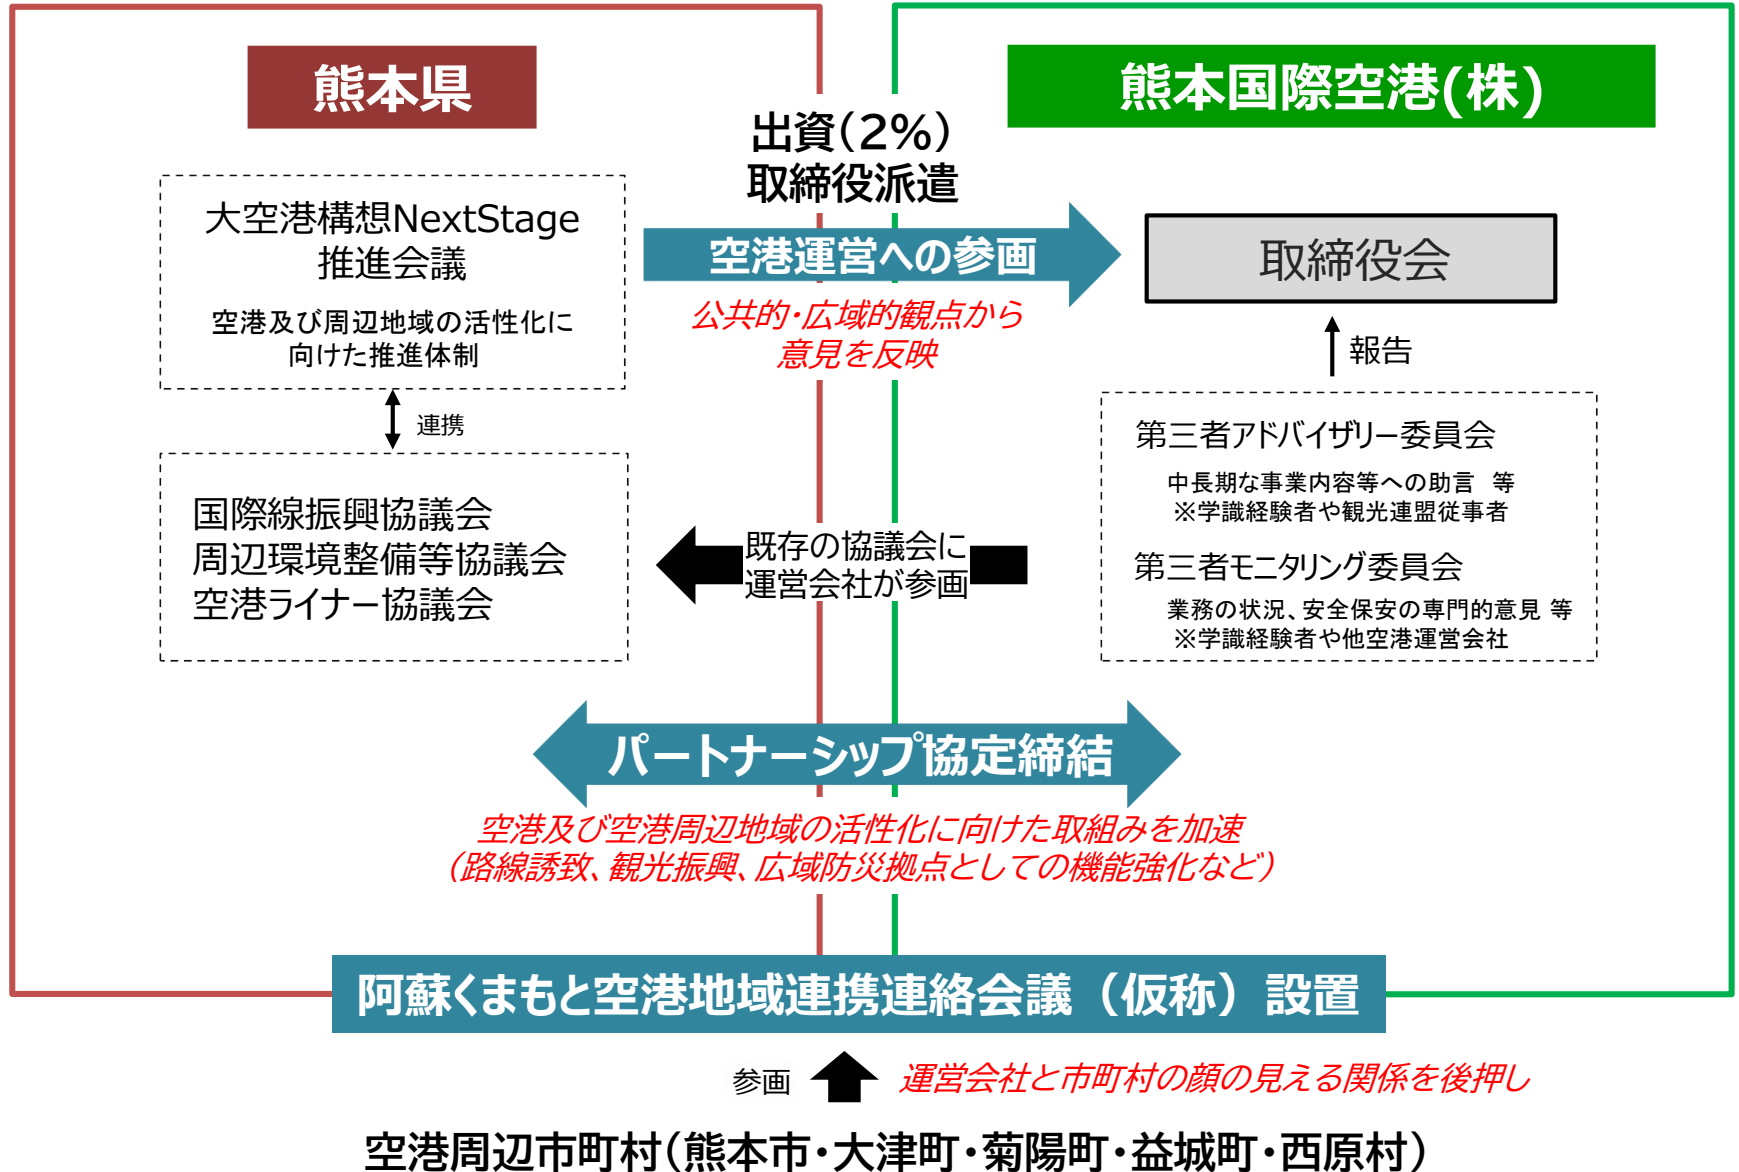 熊本県
熊本国際空港(株)
出資(2%)
取締役派遣
大空港構想NextStage
推進会議
空港及び周辺地域の活性化に
向けた推進体制
空港運営への参画
公共的・広域的観点から
意見を反映
取締役会
報告
連携
国際線振興協議会
周辺環境整備等協議会
空港ライナー協議会
既存の協議会に
運営会社が参画
第三者アドバイザリー委員会
中長期な事業内容等への助言 等
※学識経験者や観光連盟従事者
第三者モニタリング委員会
業務の状況、安全保安の専門的意見 等
※学識経験者や他空港運営会社
パートナーシップ協定締結
空港及び空港周辺地域の活性化に向けた取組みを加速
(路線誘致、観光振興、広域防災拠点としての機能強化など)
阿蘇くまもと空港地域連携連絡会議(仮称)設置
参画
運営会社と市町村の顔の見える関係を後押し
空港周辺市町村(熊本市・大津町・菊陽町・益城町・西原村)